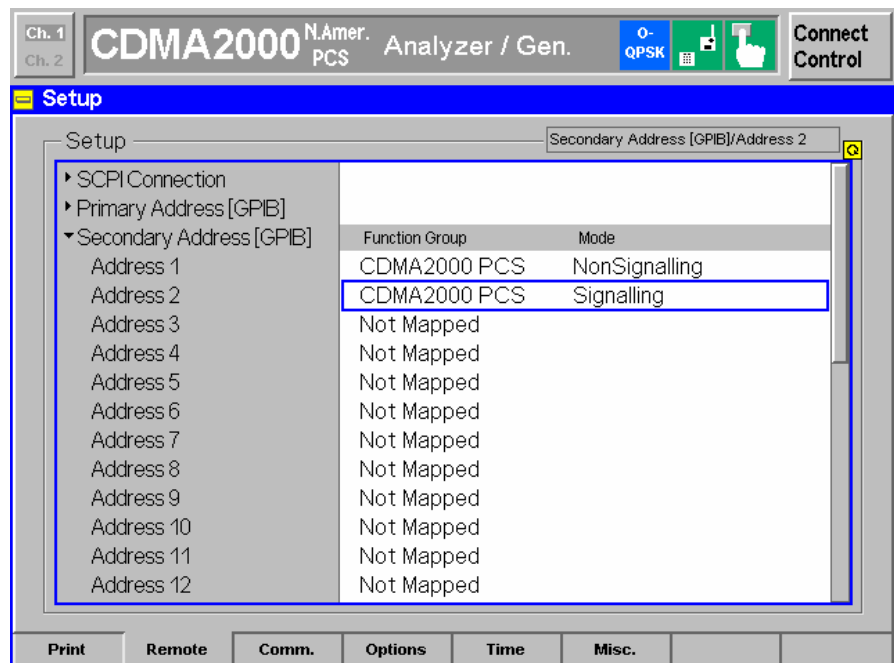 Ch. 1
Ch. 2
CDMA2000 N.Amer. PCS Analyzer / Gen.
O-QPSK
Connect Control
Setup
Setup
Secondary Address [GPIB]/Address 2
SCPI Connection
Primary Address [GPIB]
Secondary Address [GPIB] Function Group Mode
Address 1 CDMA2000 PCS NonSignalling
Address 2 CDMA2000 PCS Signalling
Address 3 Not Mapped
Address 4 Not Mapped
Address 5 Not Mapped
Address 6 Not Mapped
Address 7 Not Mapped
Address 8 Not Mapped
Address 9 Not Mapped
Address 10 Not Mapped
Address 11 Not Mapped
Address 12 Not Mapped
Print Remote Comm. Options Time Misc.